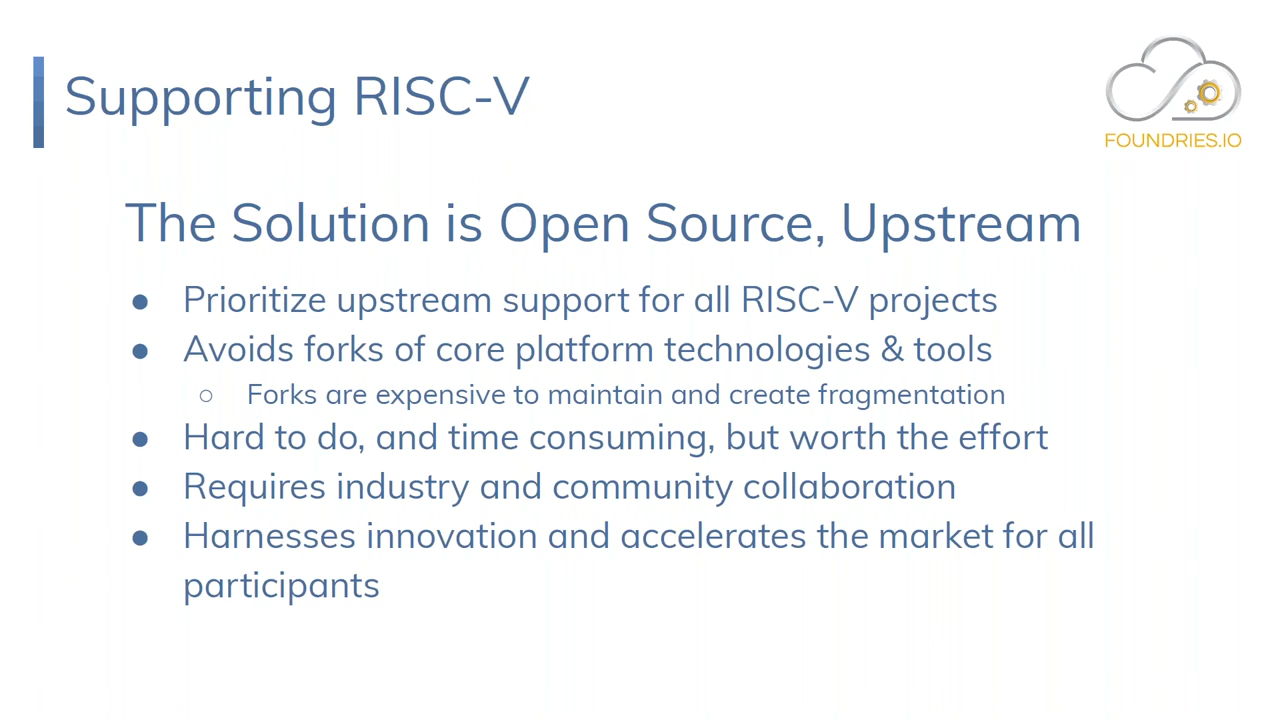 Supporting RISC-V
FOUNDRIES.IO
The Solution is Open Source, Upstream
● Prioritize upstream support for all RISC-V projects
● Avoids forks of core platform technologies & tools
○ Forks are expensive to maintain and create fragmentation
● Hard to do, and time consuming, but worth the effort
● Requires industry and community collaboration
● Harnesses innovation and accelerates the market for all
participants